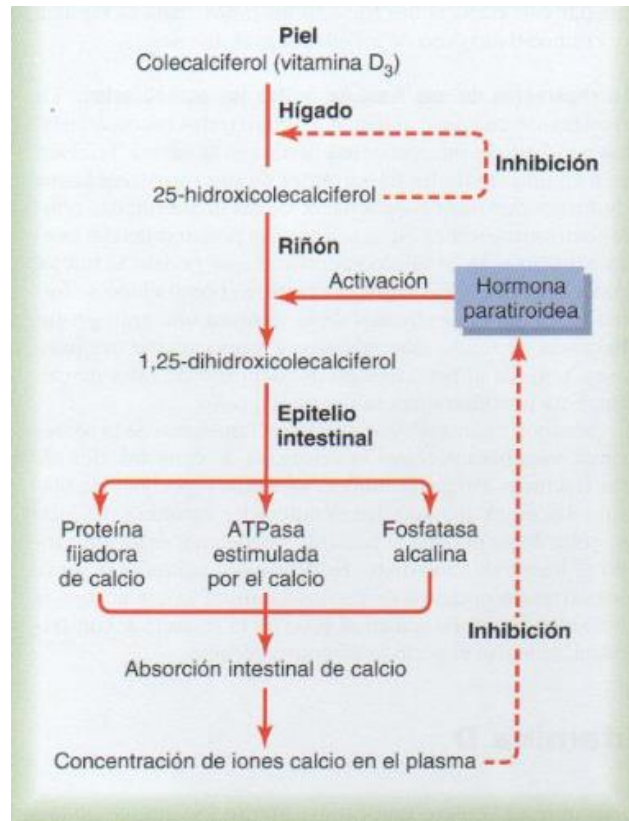 Piel
Colecalciferol (vitamina D3)
Hígado
Inhibición
25-hidroxicolecalciferol
Riñón
Activación
Hormona
paratiroidea
1,25-dihidroxicolecalciferol
Epitelio
intestinal
Proteína
fijadora
de calcio
ATPasa
estimulada
por el calcio
Fosfatasa
alcalina
Inhibición
Absorción intestinal de calcio
Concentración de iones calcio en el plasma